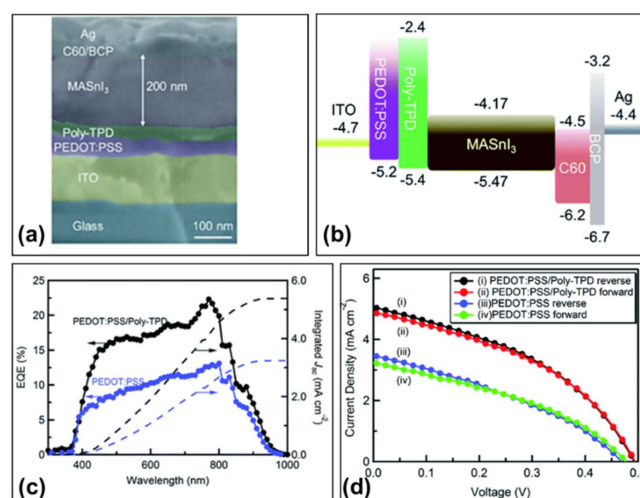 Ag
C60/BCP
MASnI₃
200 nm
Poly-TPD
PEDOT:PSS
ITO
Glass
100 nm
(a)
-2.4
-3.2
ITO
-4.7
PEDOT:PSS
Poly-TPD
-4.17
-4.5
BCP
Ag
-4.4
MASnI₃
C60
-5.2
-5.4
-5.47
-6.2
-6.7
(b)
25
20
15
10
5
0
EQE (%)
PEDOT:PSS/Poly-TPD
PEDOT:PSS
6.0
4.0
2.0
0.0
Integrated Jsc (mA cm⁻²)
400 600 800 1000
Wavelength (nm)
(c)
(i) PEDOT:PSS/Poly-TPD reverse
(ii) PEDOT:PSS/Poly-TPD forward
(iii)PEDOT:PSS reverse
(iv)PEDOT:PSS forward
(i)
(ii)
(iii)
(iv)
6
4
2
0
Current Density (mA cm⁻²)
0.0 0.1 0.2 0.3 0.4
Voltage (V)
(d)